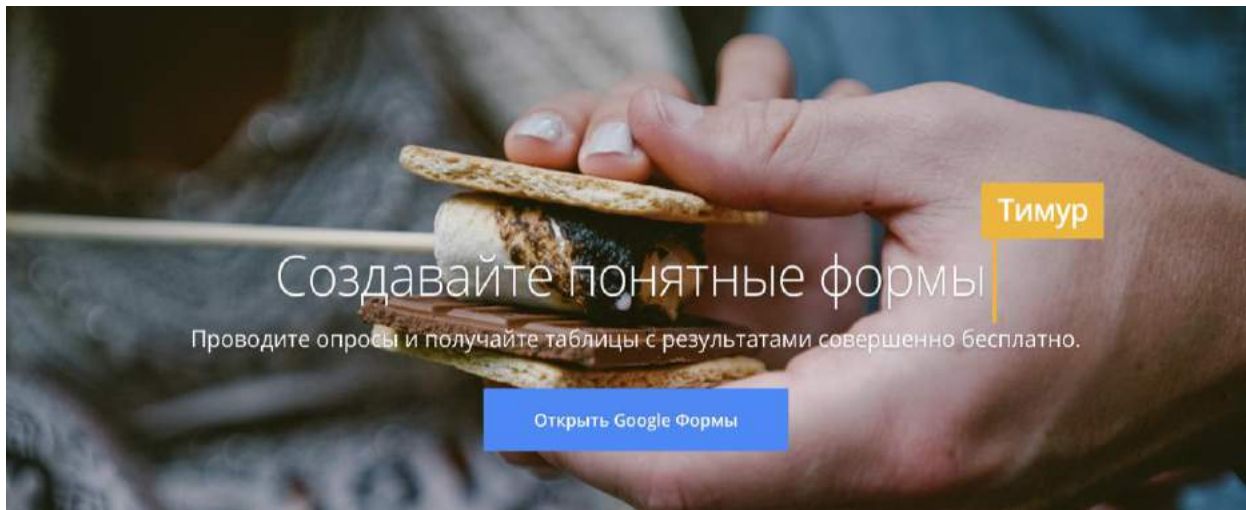 Тимур
Создавайте понятные формы
Проводите опросы и получайте таблицы с результатами совершенно бесплатно.
Открыть Google Формы